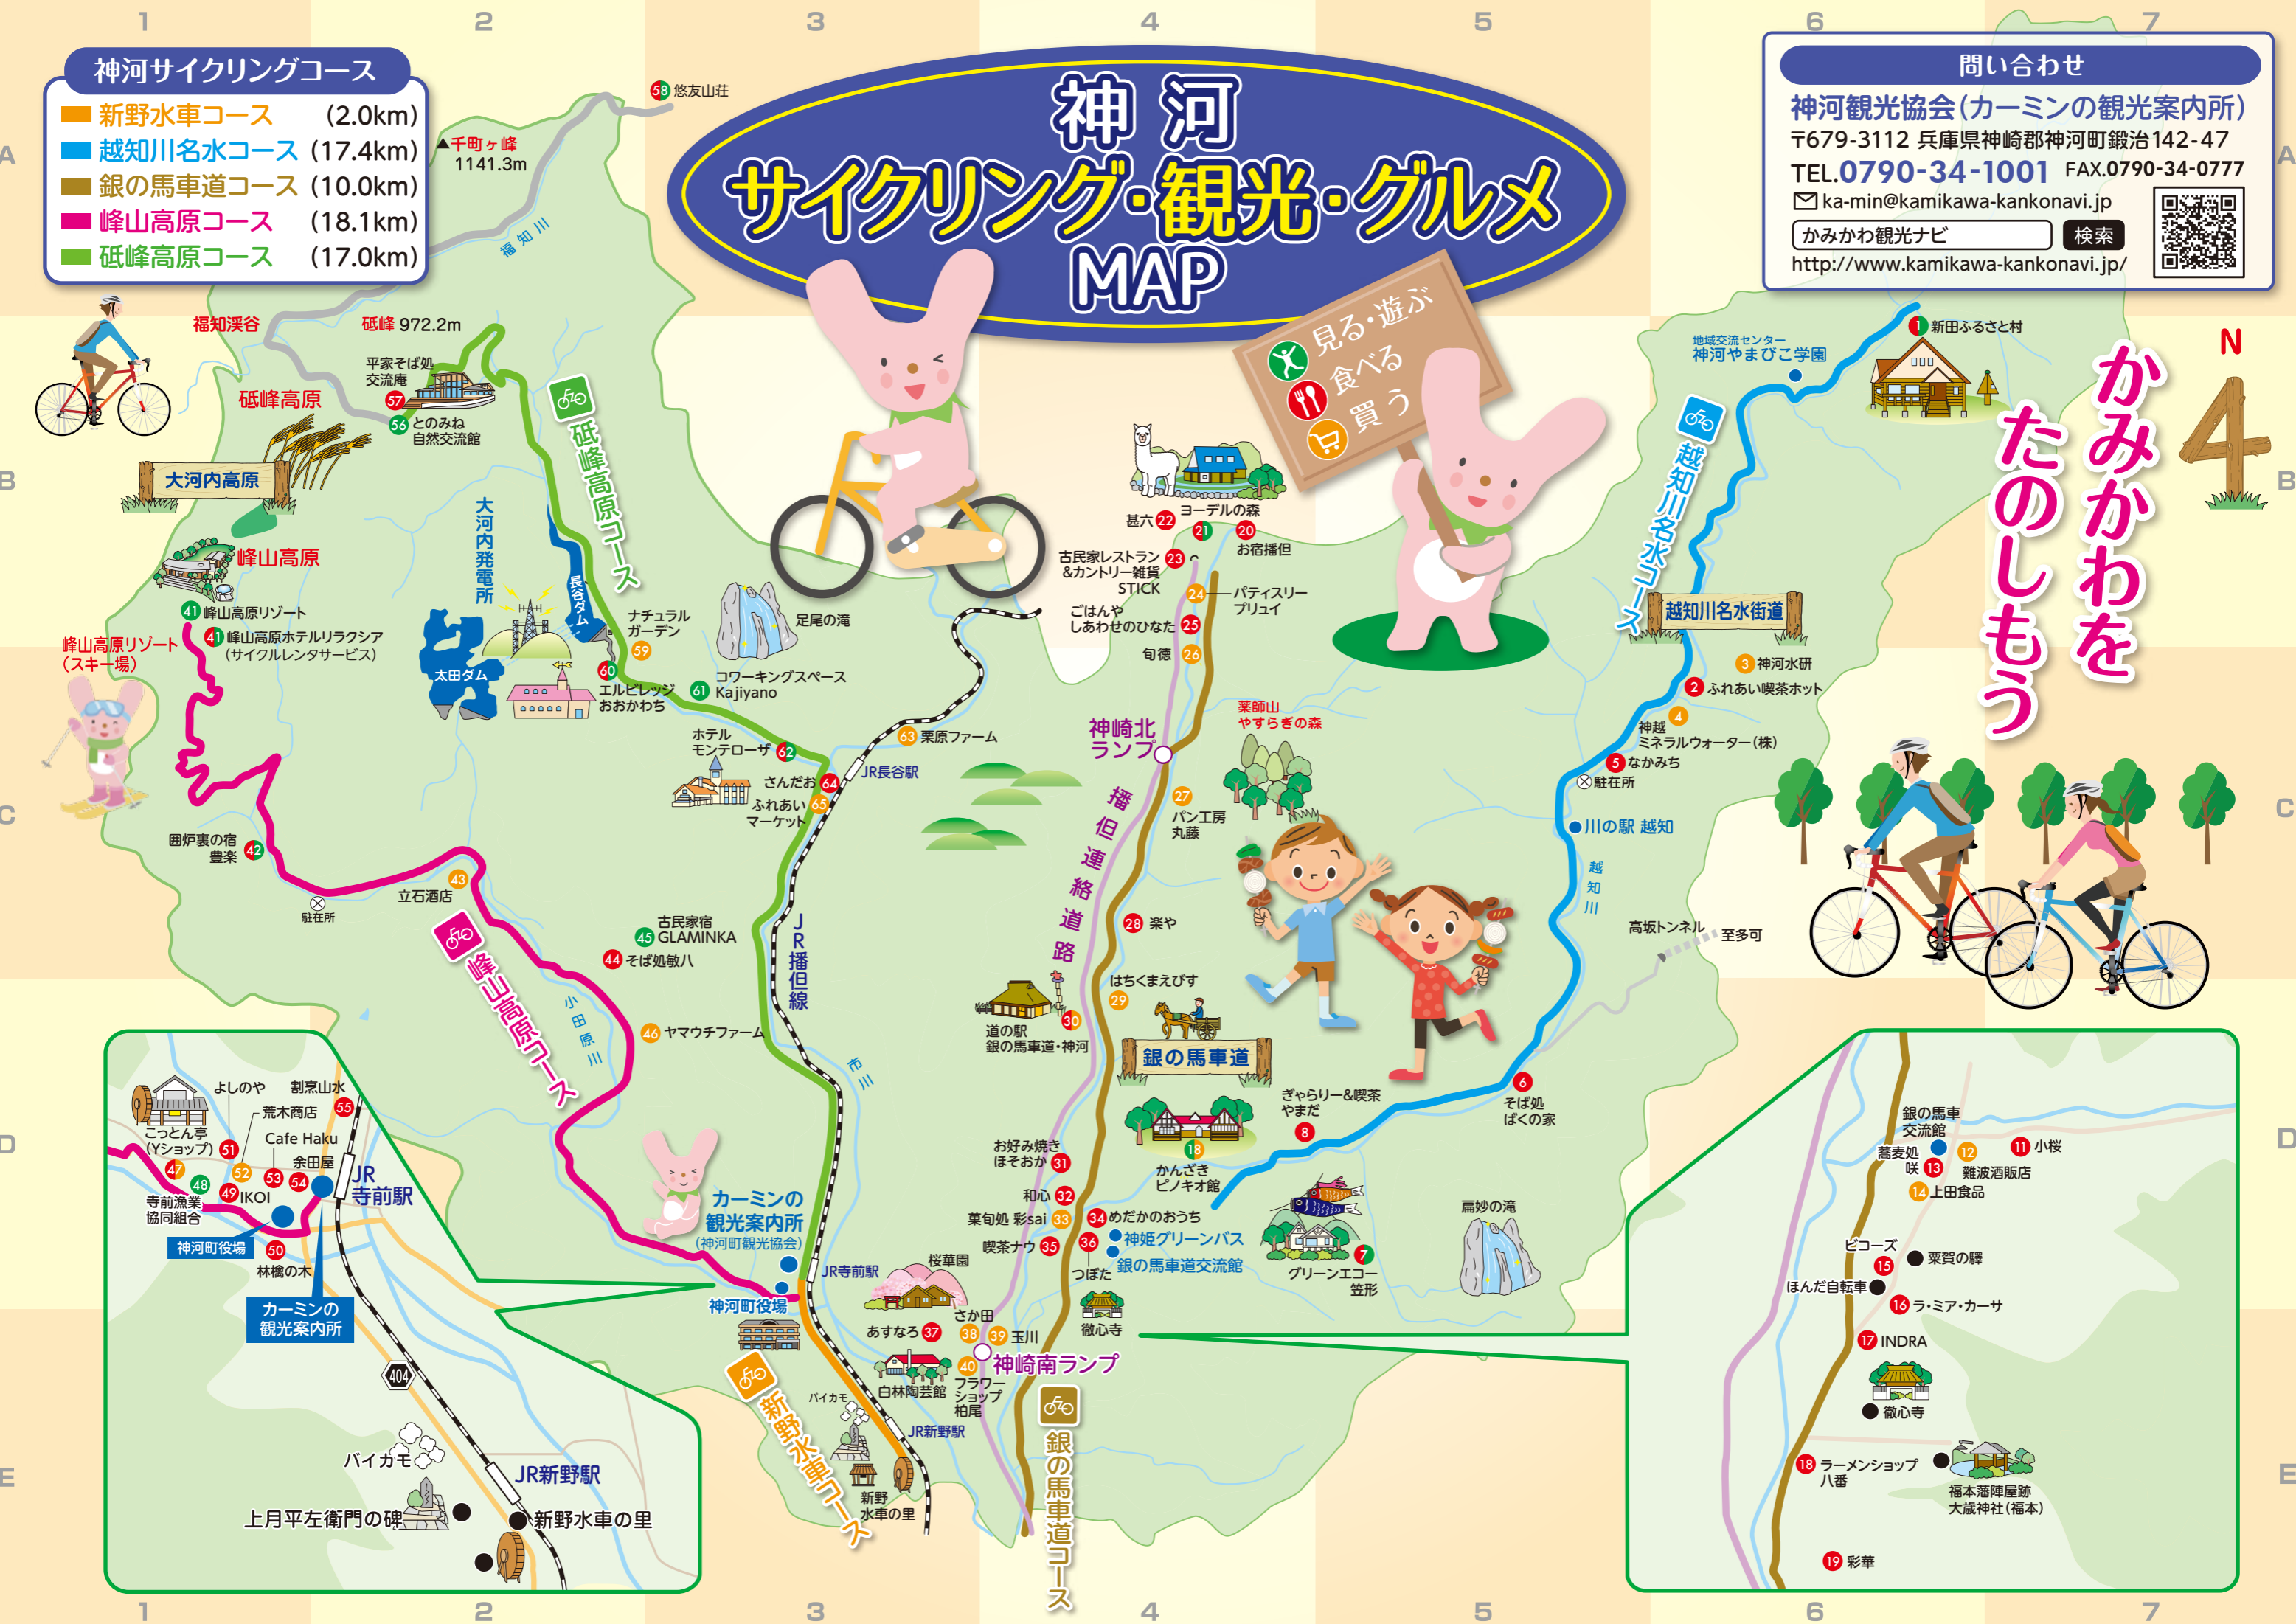 1
2
3
4
5
6
7
A
B
C
D
E
神河サイクリングコース
新野水車コース (2.0km)
越知川名水コース (17.4km)
銀の馬車道コース (10.0km)
峰山高原コース (18.1km)
砥峰高原コース (17.0km)
神河
サイクリング・観光・グルメ
MAP
問い合わせ
神河観光協会(カーミンの観光案内所)
〒679-3112 兵庫県神崎郡神河町鍛治142-47
TEL.0790-34-1001 FAX.0790-34-0777
ka-min@kamikawa-kankonavi.jp
かみかわ観光ナビ 検索
http://www.kamikawa-kankonavi.jp/
かみかわを
たのしもう
N
4
見る・遊ぶ
食べる
買う
58 悠友山荘
▲千町ヶ峰
1141.3m
福知川
福知渓谷
砥峰 972.2m
平家そば処
交流庵
57
56 とのみね
自然交流館
砥峰高原
大河内高原
砥峰高原コース
峰山高原
41 峰山高原リゾート
41 峰山高原ホテルリラクシア
(サイクルレンタサービス)
峰山高原リゾート
(スキー場)
大河内発電所
長谷ダム
太田ダム
ナチュラル
ガーデン
59
60
エルビレッジ
おおかわち
足尾の滝
61 コワーキングスペース
Kajiyano
ホテル
モンテローザ 62
63 栗原ファーム
JR長谷駅
さんだお 64
ふれあい 65
マーケット
囲炉裏の宿
豊楽 42
駐在所
立石酒店 43
峰山高原コース
古民家宿
45 GLAMINKA
44 そば処敏八
46 ヤマウチファーム
小田原川
JR播但線
市川
甚六 22
ヨーデルの森
21
20
お宿播但
古民家レストラン 23
&カントリー雑貨
STICK
24 パティスリー
プリュイ
ごはんや
しあわせのひなた 25
旬徳 26
神崎北
ランプ
薬師山
やすらぎの森
27
パン工房
丸藤
播但連絡道路
28 楽や
はちくまえびす
29
30
道の駅
銀の馬車道・神河
銀の馬車道
18
かんざき
ピノキオ館
ぎゃらりー&喫茶
やまだ
8
お好み焼き
ほそおか 31
和心 32
菓旬処 彩sai 33
34 めだかのおうち
喫茶ナウ 35
36
つぼた
神姫グリーンバス
銀の馬車道交流館
徹心寺
桜華園
さか田
38
39 玉川
あすなろ 37
40
神崎南ランプ
白林陶芸館
フラワー
ショップ
柏尾
銀の馬車道コース
カーミンの
観光案内所
(神河町観光協会)
JR寺前駅
神河町役場
新野水車コース
バイカモ
JR新野駅
新野
水車の里
地域交流センター
神河やまびこ学園
1 新田ふるさと村
越知川名水コース
越知川名水街道
3 神河水研
2 ふれあい喫茶ホット
4
神越
ミネラルウォーター(株)
5 なかみち
駐在所
川の駅 越知
越知川
高坂トンネル
至多可
6
そば処
ばくの家
7
グリーンエコー
笠形
扁妙の滝
よしのや
割烹山水
55
荒木商店
こっとん亭
(Yショップ) 51
Cafe Haku
47
52
余田屋
53
54
48
49 IKOI
寺前漁業
協同組合
JR
寺前駅
神河町役場
50
林檎の木
カーミンの
観光案内所
404
バイカモ
JR新野駅
上月平左衛門の碑
新野水車の里
銀の馬車
交流館
蕎麦処
咲 13
12
難波酒販店
11 小桜
14 上田食品
ビコーズ
15
粟賀の驛
ほんだ自転車
16 ラ・ミア・カーサ
17 INDRA
徹心寺
18 ラーメンショップ
八番
福本藩陣屋跡
大歳神社(福本)
19 彩華
1
2
3
4
5
6
7
A
B
C
D
E